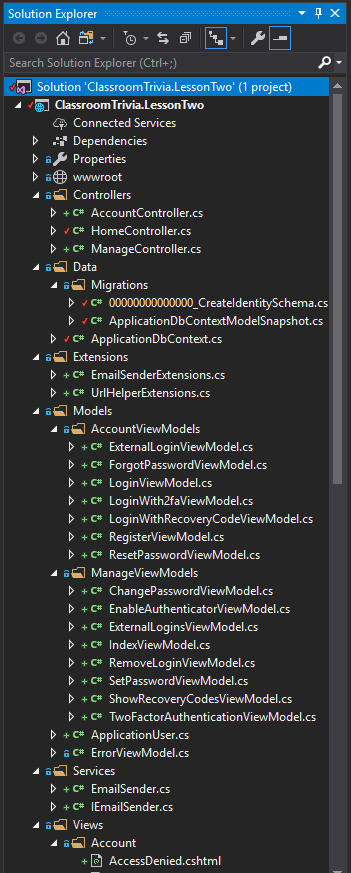 Solution Explorer
Search Solution Explorer (Ctrl+;)
Solution 'ClassroomTrivia.LessonTwo' (1 project)
ClassroomTrivia.LessonTwo
Connected Services
Dependencies
Properties
wwwroot
Controllers
C# AccountController.cs
C# HomeController.cs
C# ManageController.cs
Data
Migrations
C# 00000000000000_CreateIdentitySchema.cs
C# ApplicationDbContextModelSnapshot.cs
C# ApplicationDbContext.cs
Extensions
C# EmailSenderExtensions.cs
C# UrlHelperExtensions.cs
Models
AccountViewModels
C# ExternalLoginViewModel.cs
C# ForgotPasswordViewModel.cs
C# LoginViewModel.cs
C# LoginWith2faViewModel.cs
C# LoginWithRecoveryCodeViewModel.cs
C# RegisterViewModel.cs
C# ResetPasswordViewModel.cs
ManageViewModels
C# ChangePasswordViewModel.cs
C# EnableAuthenticatorViewModel.cs
C# ExternalLoginsViewModel.cs
C# IndexViewModel.cs
C# RemoveLoginViewModel.cs
C# SetPasswordViewModel.cs
C# ShowRecoveryCodesViewModel.cs
C# TwoFactorAuthenticationViewModel.cs
C# ApplicationUser.cs
C# ErrorViewModel.cs
Services
C# EmailSender.cs
C# IEmailSender.cs
Views
Account
AccessDenied.cshtml